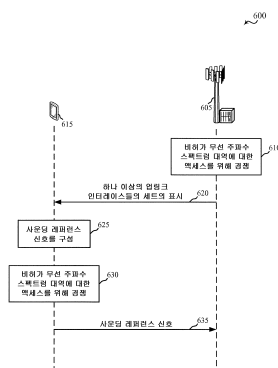 600
605
615
비허가 무선 주파수
스펙트럼 대역에 대한
액세스를 위해 경쟁
610
하나 이상의 업링크
인터레이스들의 세트의 표시
620
사운딩 레퍼런스
신호를 구성
625
비허가 무선 주파수
스펙트럼 대역에 대한
액세스를 위해 경쟁
630
사운딩 레퍼런스 신호
635